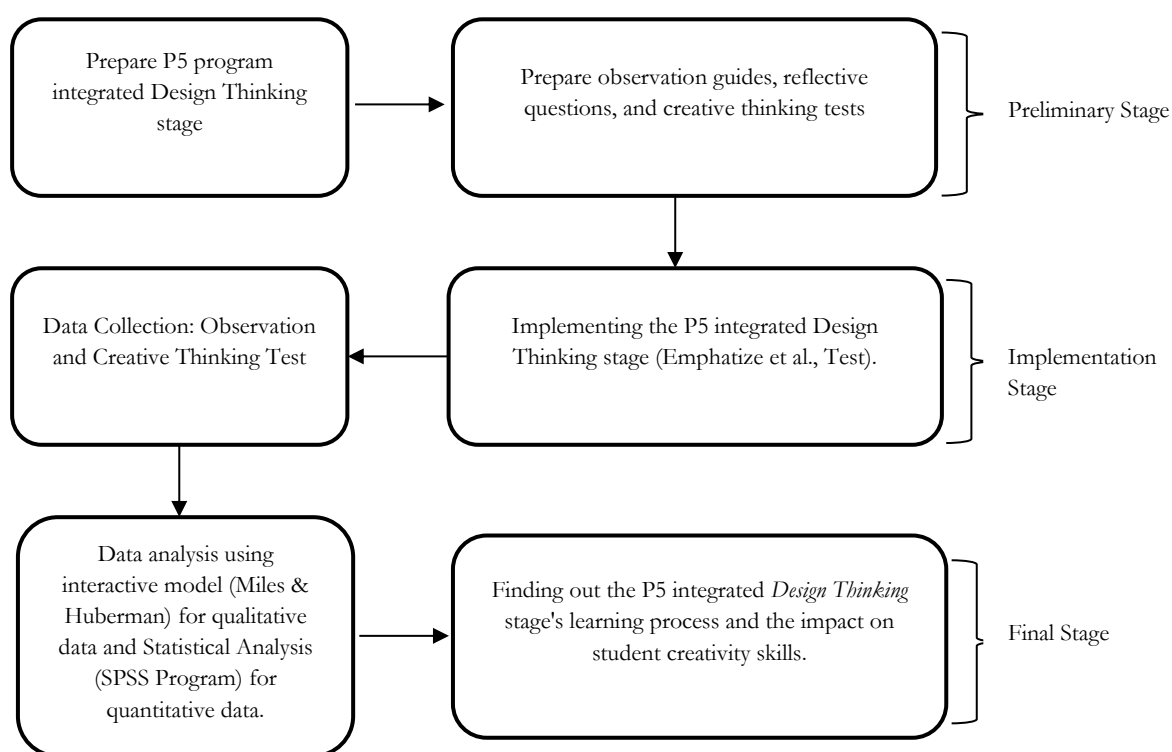 Prepare P5 program
integrated Design Thinking
stage
Prepare observation guides, reflective
questions, and creative thinking tests
Preliminary Stage
Data Collection: Observation
and Creative Thinking Test
Implementing the P5 integrated Design
Thinking stage (Emphatize et al., Test).
Implementation
Stage
Data analysis using
interactive model (Miles &
Huberman) for qualitative
data and Statistical Analysis
(SPSS Program) for
quantitative data.
Finding out the P5 integrated Design Thinking
stage's learning process and the impact on
student creativity skills.
Final Stage